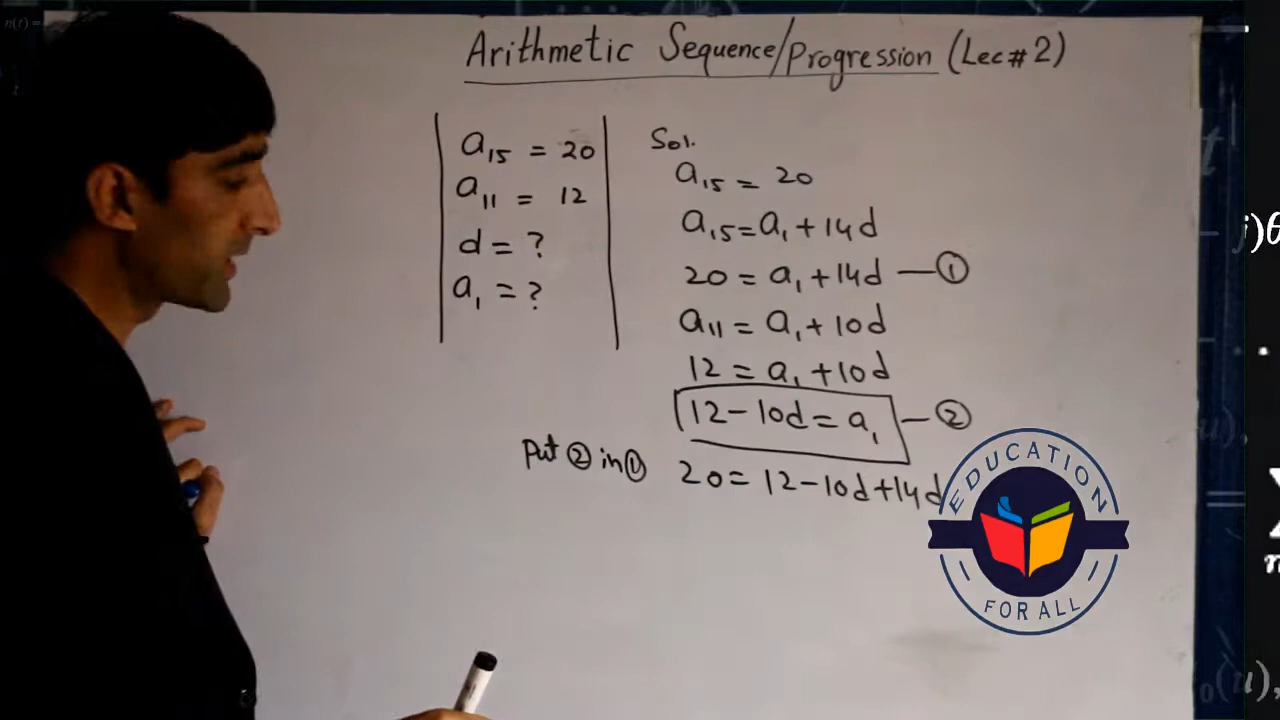 Arithmetic Sequence/progression (Lec# 2)
a₁₅ = 20
a₁₁ = 12
d = ?
a₁ = ?
Sol.
a₁₅ = 20
a₁₅ = a₁ + 14d
20 = a₁ + 14d —①
a₁₁ = a₁ + 10d
12 = a₁ + 10d
12 - 10d = a₁ —②
Put ② in ① 20 = 12 - 10d + 14d
EDUCATION
FOR ALL
n(t) =
j)θ